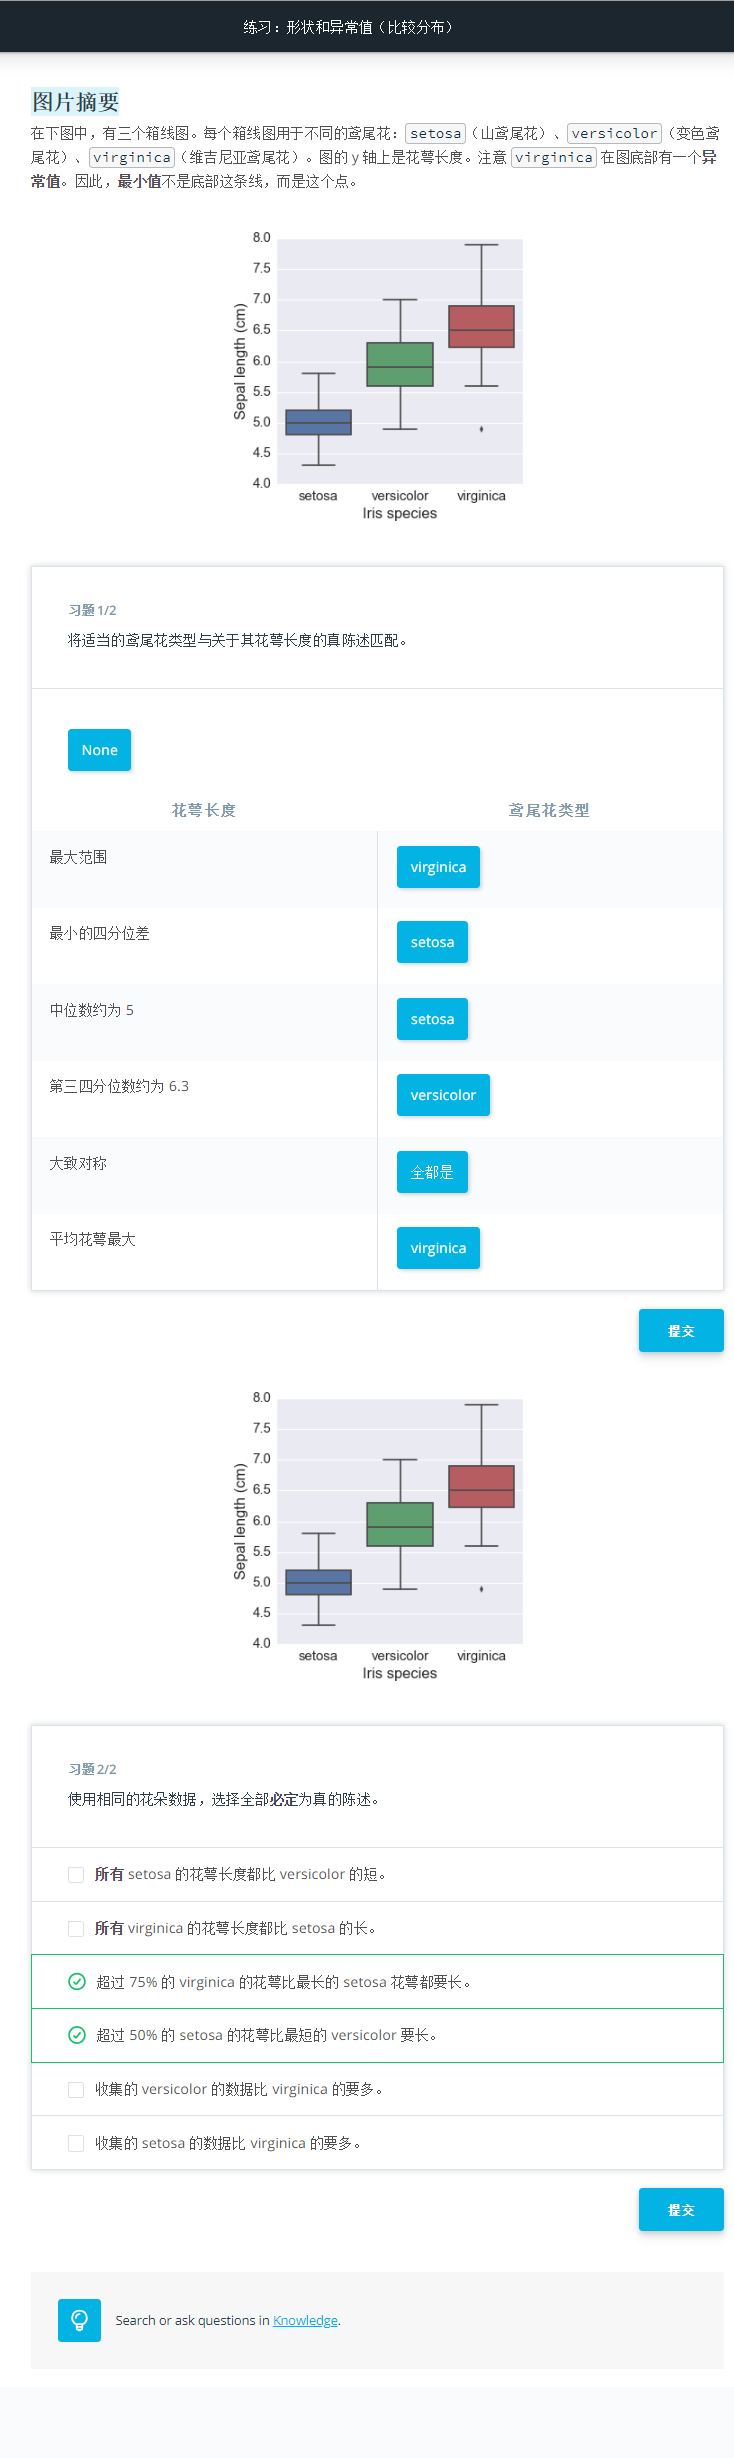 练习：形状和异常值（比较分布）
图片摘要
在下图中，有三个箱线图。每个箱线图用于不同的鸢尾花：setosa（山鸢尾花）、versicolor（变色鸢
尾花）、virginica（维吉尼亚鸢尾花）。图的 y 轴上是花萼长度。注意 virginica 在图底部有一个异
常值。因此，最小值不是底部这条线，而是这个点。
8.0
7.5
7.0
6.5
6.0
5.5
5.0
4.5
4.0
Sepal length (cm)
setosa versicolor virginica
Iris species
习题 1/2
将适当的鸢尾花类型与关于其花萼长度的真陈述匹配。
None
花萼长度 鸢尾花类型
最大范围 virginica
最小的四分位差 setosa
中位数约为 5 setosa
第三四分位数约为 6.3 versicolor
大致对称 全都是
平均花萼最大 virginica
提交
8.0
7.5
7.0
6.5
6.0
5.5
5.0
4.5
4.0
Sepal length (cm)
setosa versicolor virginica
Iris species
习题 2/2
使用相同的花朵数据，选择全部必定为真的陈述。
所有 setosa 的花萼长度都比 versicolor 的短。
所有 virginica 的花萼长度都比 setosa 的长。
超过 75% 的 virginica 的花萼比最长的 setosa 花萼都要长。
超过 50% 的 setosa 的花萼比最短的 versicolor 要长。
收集的 versicolor 的数据比 virginica 的要多。
收集的 setosa 的数据比 virginica 的要多。
提交
Search or ask questions in Knowledge.